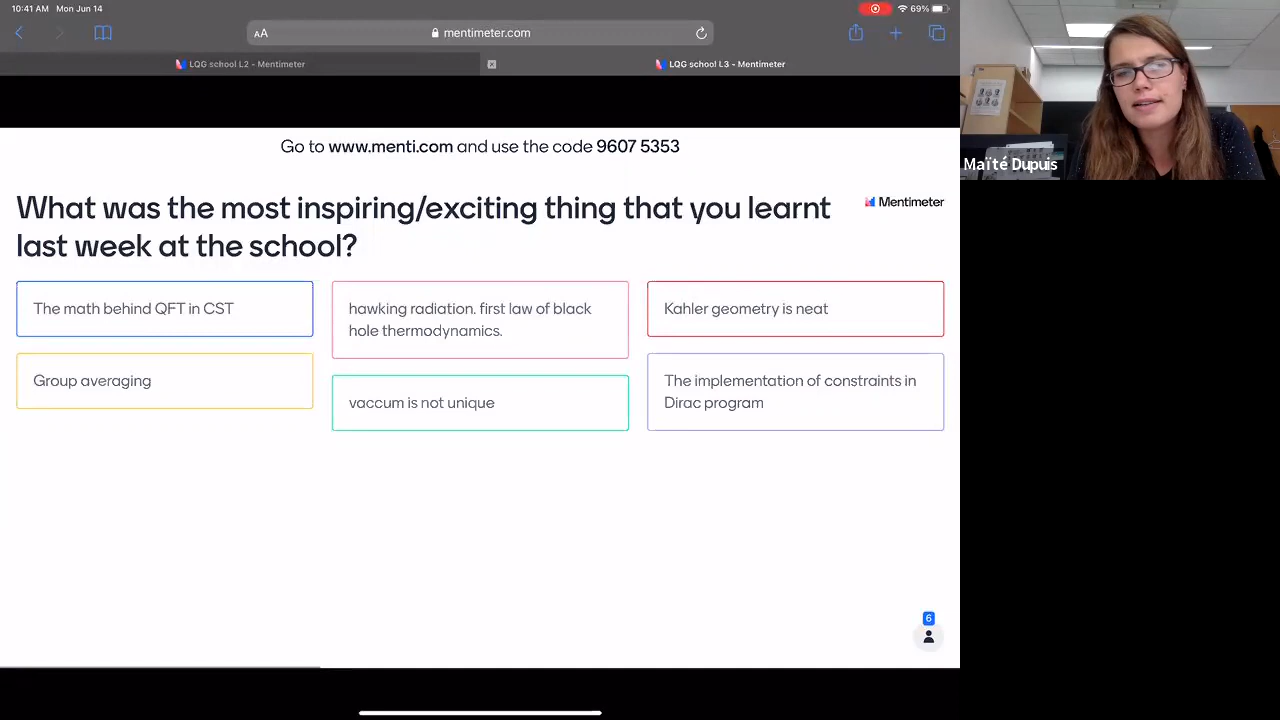 10:41 AM Mon Jun 14
69%
AA
mentimeter.com
LQG school L2 - Mentimeter
LQG school L3 - Mentimeter
Go to www.menti.com and use the code 9607 5353
What was the most inspiring/exciting thing that you learnt
last week at the school?
Mentimeter
The math behind QFT in CST
hawking radiation. first law of black
hole thermodynamics.
Kahler geometry is neat
Group averaging
vaccum is not unique
The implementation of constraints in
Dirac program
6
Maïté Dupuis